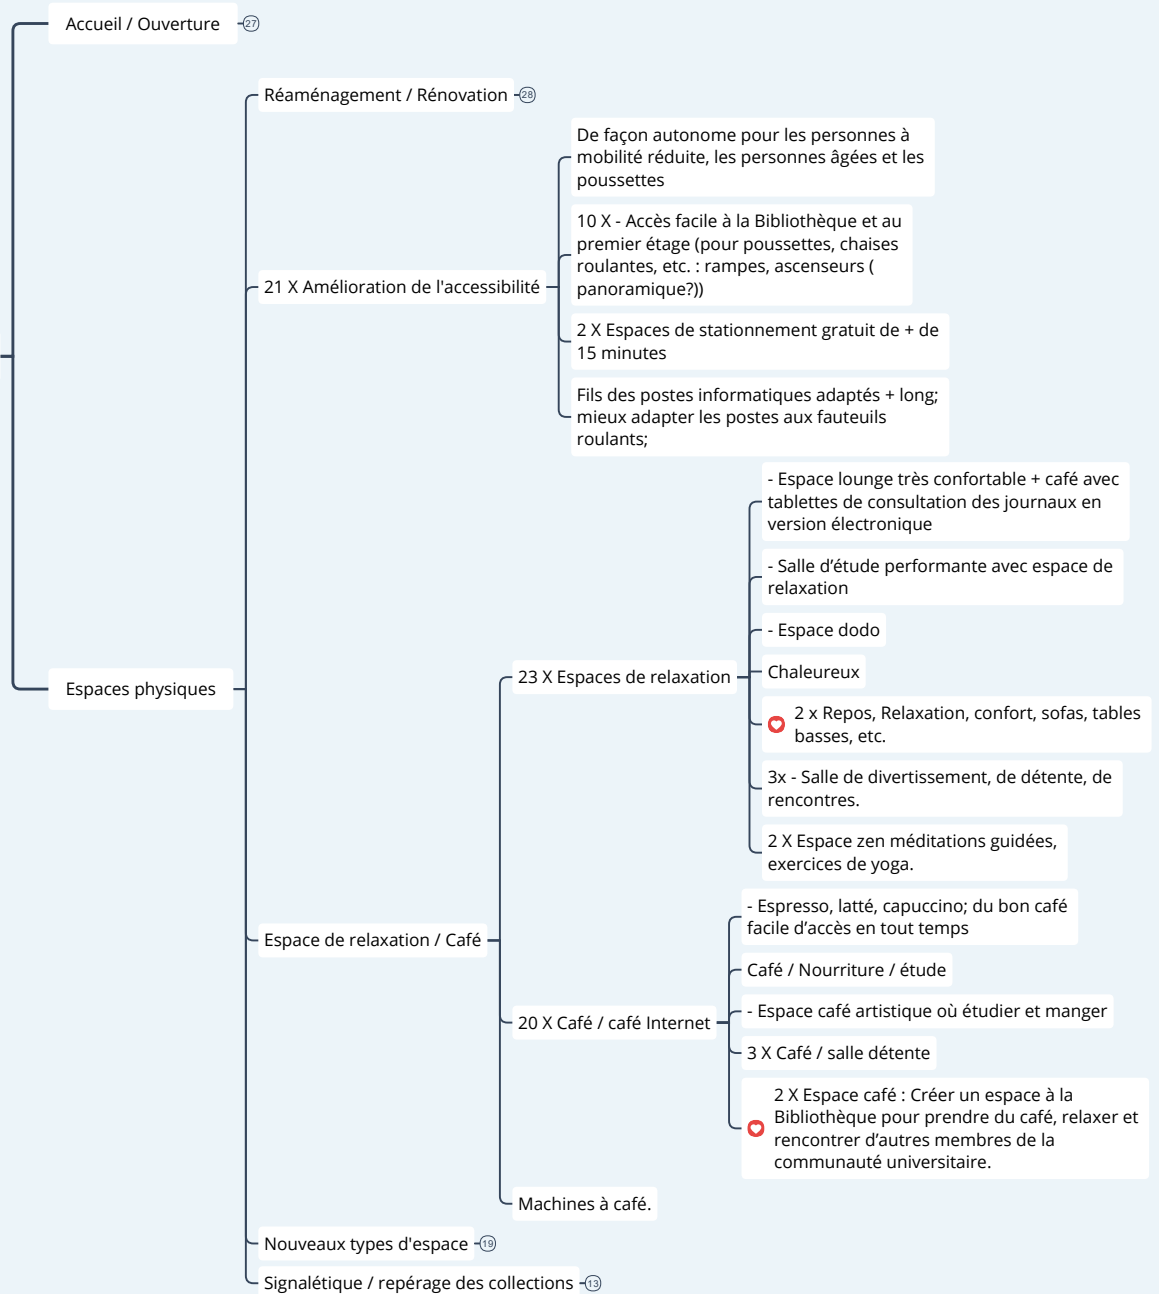 Accueil / Ouverture
27
Réaménagement / Rénovation
28
De façon autonome pour les personnes à
mobilité réduite, les personnes âgées et les
poussettes
10 X - Accès facile à la Bibliothèque et au
premier étage (pour poussettes, chaises
roulantes, etc. : rampes, ascenseurs (
panoramique?))
21 X Amélioration de l'accessibilité
2 X Espaces de stationnement gratuit de + de
15 minutes
Fils des postes informatiques adaptés + long;
mieux adapter les postes aux fauteuils
roulants;
- Espace lounge très confortable + café avec
tablettes de consultation des journaux en
version électronique
- Salle d’étude performante avec espace de
relaxation
- Espace dodo
Chaleureux
23 X Espaces de relaxation
Espaces physiques
2 x Repos, Relaxation, confort, sofas, tables
basses, etc.
3x - Salle de divertissement, de détente, de
rencontres.
2 X Espace zen méditations guidées,
exercices de yoga.
Espace de relaxation / Café
- Espresso, latté, capuccino; du bon café
facile d’accès en tout temps
Café / Nourriture / étude
- Espace café artistique où étudier et manger
20 X Café / café Internet
3 X Café / salle détente
2 X Espace café : Créer un espace à la
Bibliothèque pour prendre du café, relaxer et
rencontrer d’autres membres de la
communauté universitaire.
Machines à café.
Nouveaux types d'espace
19
Signalétique / repérage des collections
13